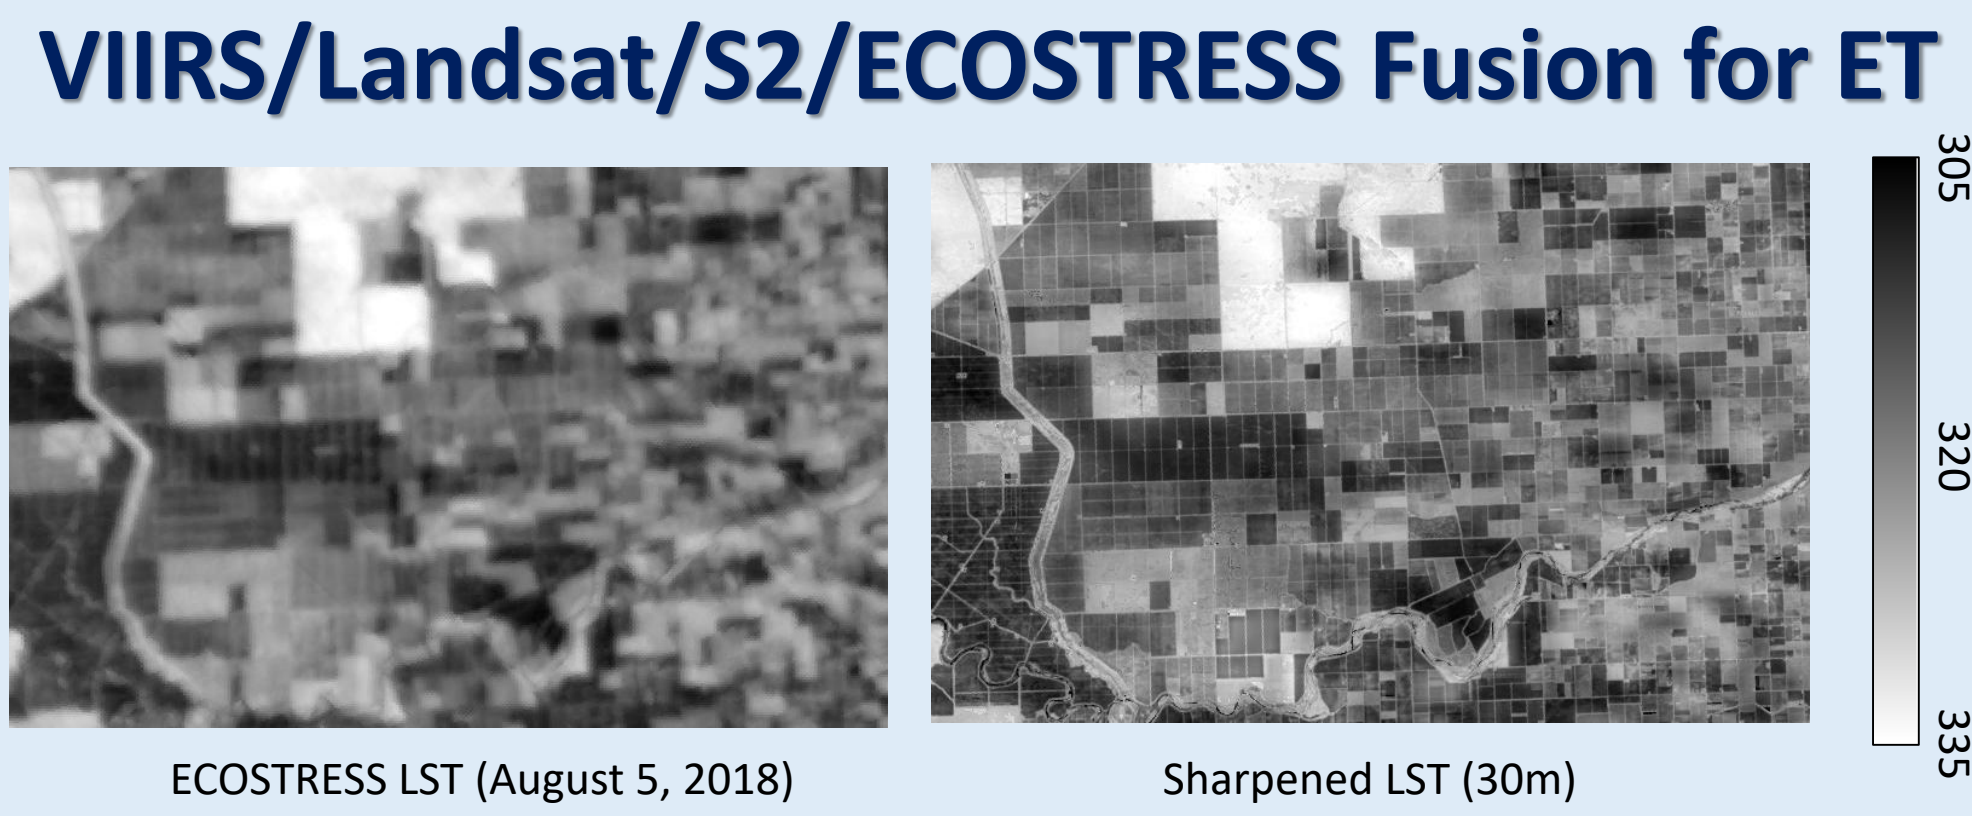 VIIRS/Landsat/S2/ECOSTRESS Fusion for ET
305
320
335
ECOSTRESS LST (August 5, 2018)
Sharpened LST (30m)